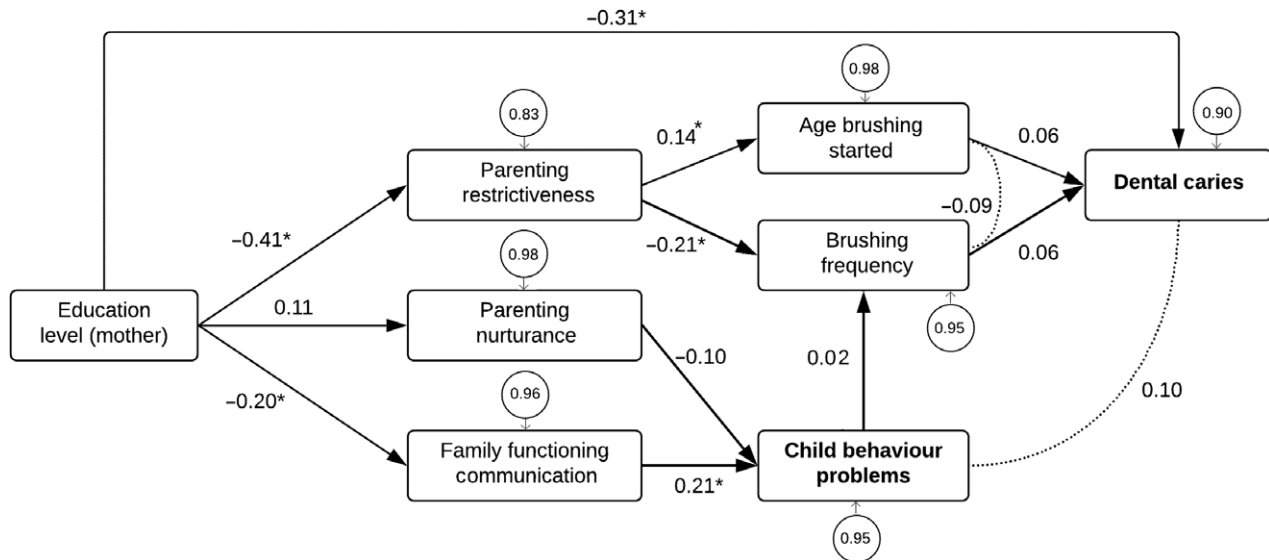 −0.31*
0.98
0.83
0.90
0.14*
Age brushing
started
0.06
Parenting
restrictiveness
Dental caries
−0.09
−0.41*
−0.21*
Brushing
frequency
0.06
0.98
Education
level (mother)
0.11
Parenting
nurturance
0.95
−0.10
0.02
0.96
−0.20*
0.10
Family functioning
communication
Child behaviour
problems
0.21*
0.95